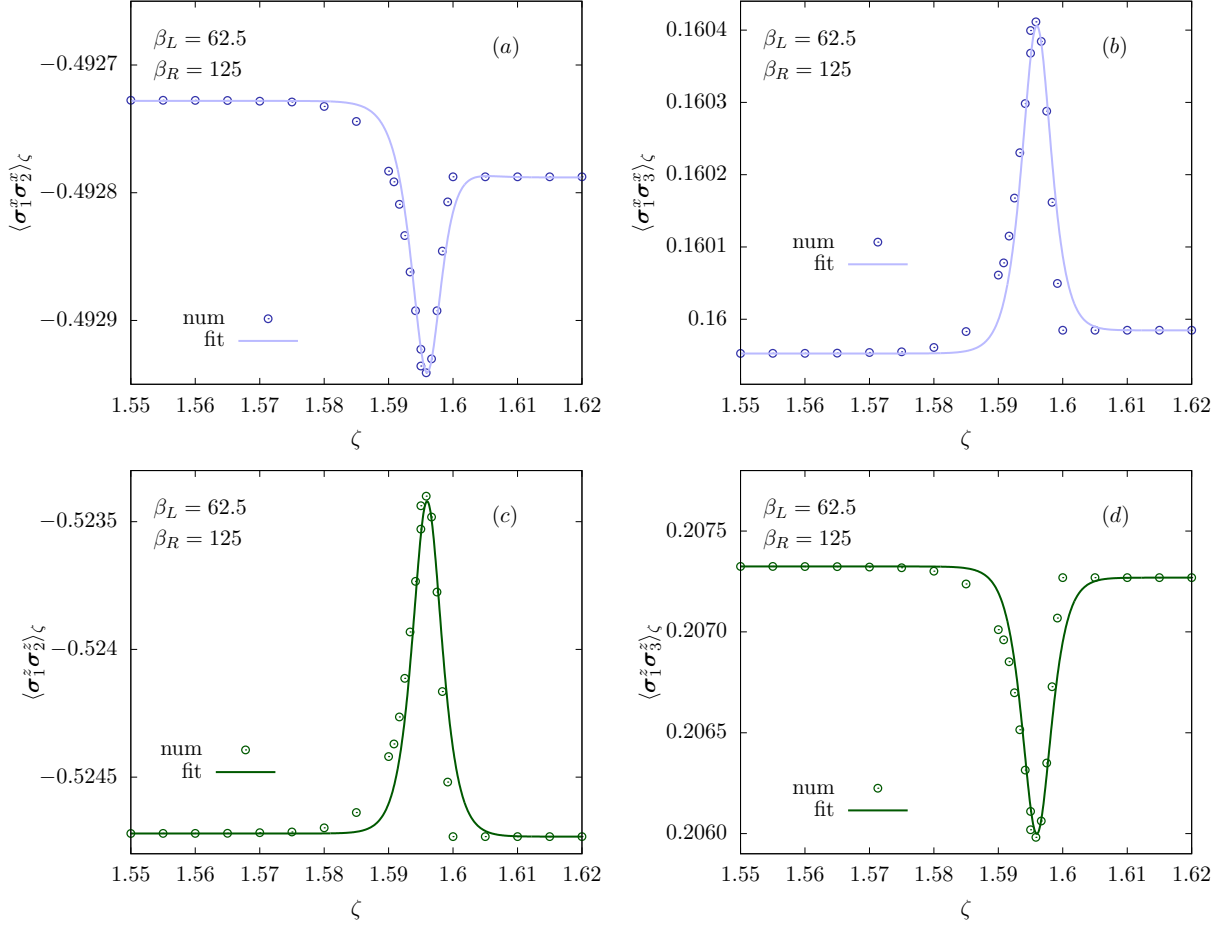 β_L = 62.5
β_R = 125
(a)
−0.4927
−0.4928
−0.4929
⟨σ_1^x σ_2^x⟩_ζ
num
fit
1.55 1.56 1.57 1.58 1.59 1.6 1.61 1.62
ζ
β_L = 62.5
β_R = 125
(b)
0.1604
0.1603
0.1602
0.1601
0.16
⟨σ_1^x σ_3^x⟩_ζ
num
fit
1.55 1.56 1.57 1.58 1.59 1.6 1.61 1.62
ζ
β_L = 62.5
β_R = 125
(c)
−0.5235
−0.524
−0.5245
⟨σ_1^z σ_2^z⟩_ζ
num
fit
1.55 1.56 1.57 1.58 1.59 1.6 1.61 1.62
ζ
β_L = 62.5
β_R = 125
(d)
0.2075
0.2070
0.2065
0.2060
⟨σ_1^z σ_3^z⟩_ζ
num
fit
1.55 1.56 1.57 1.58 1.59 1.6 1.61 1.62
ζ